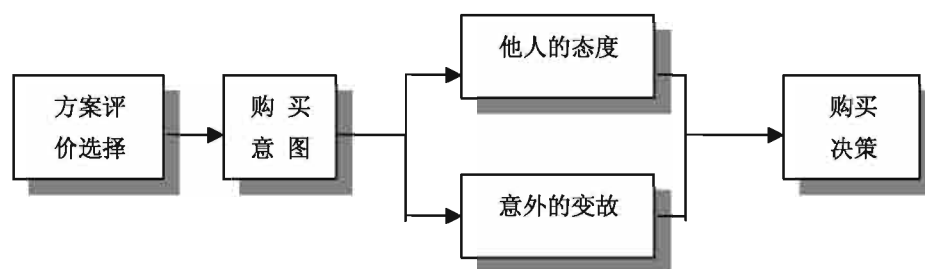 方案评
价选择
购 买
意 图
他人的态度
意外的变故
购买
决策